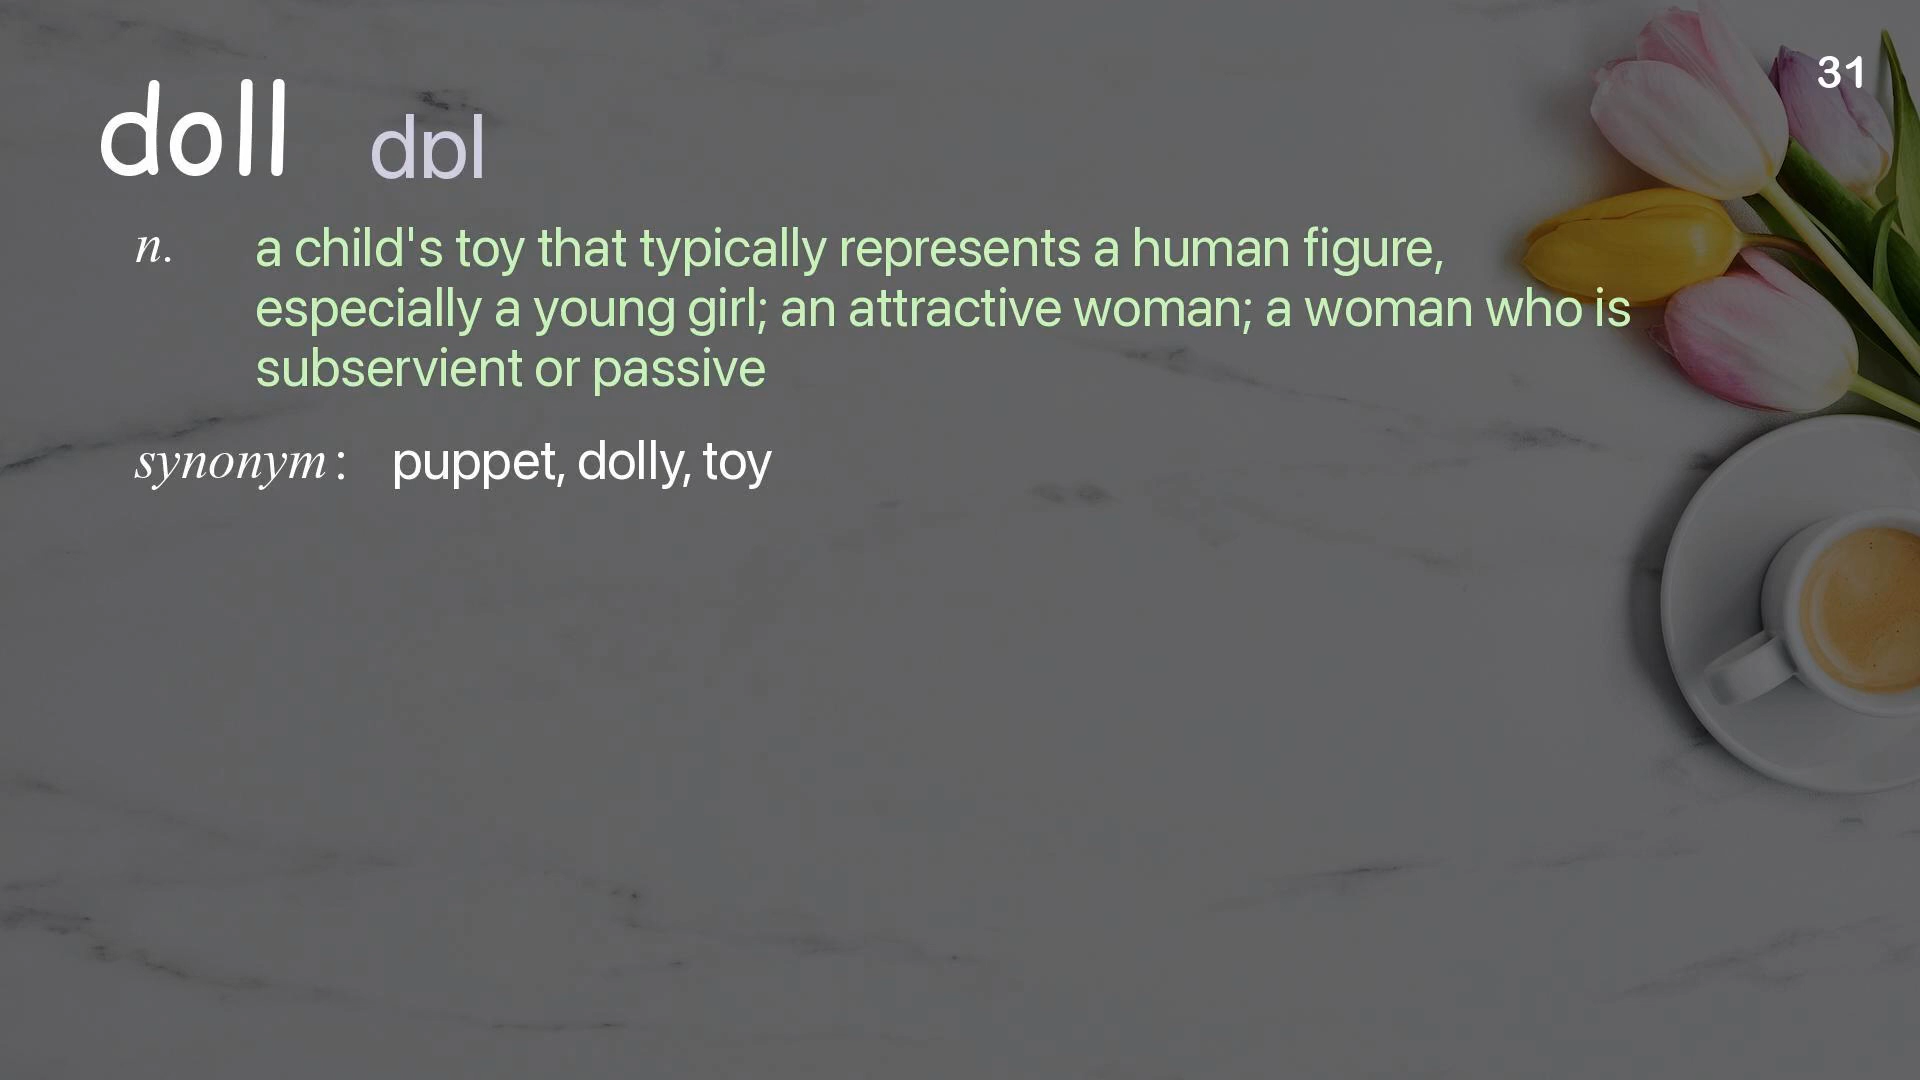 31
doll dɒl
n. a child's toy that typically represents a human figure,
especially a young girl; an attractive woman; a woman who is
subservient or passive
synonym: puppet, dolly, toy